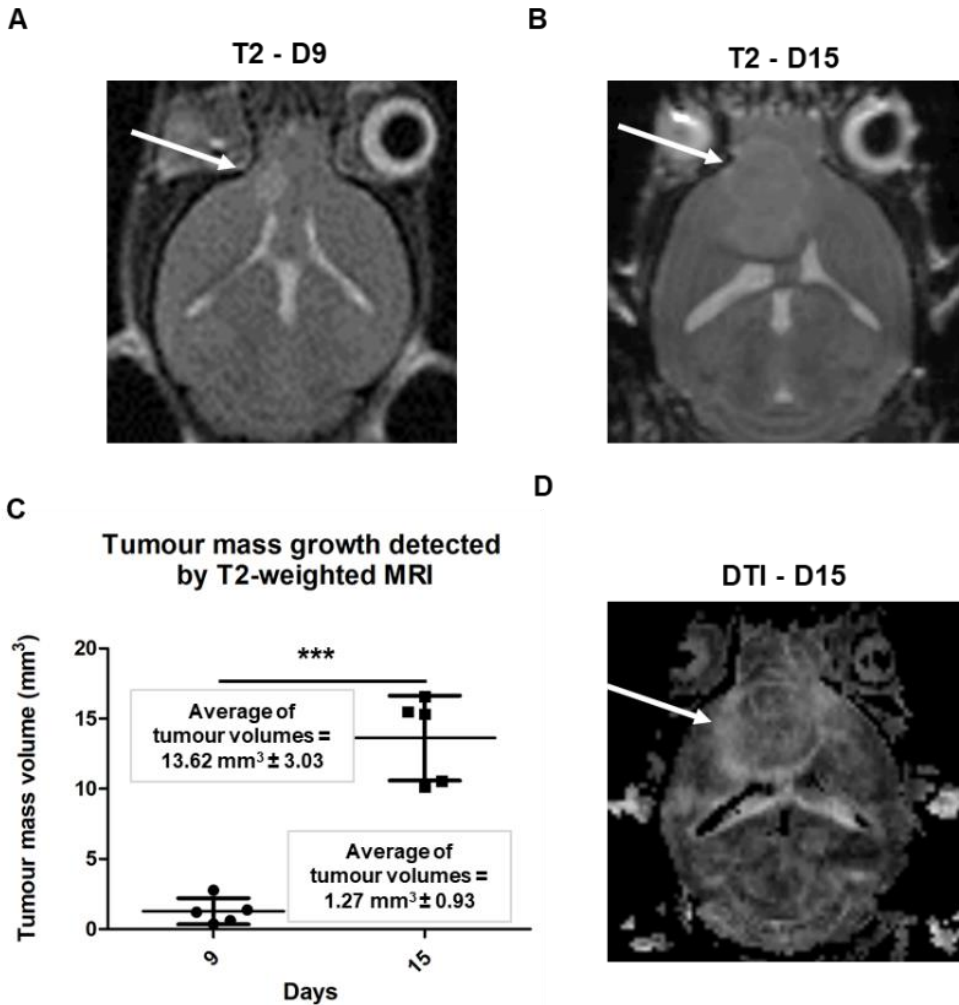 A
T2 - D9
B
T2 - D15
C
Tumour mass growth detected
by T2-weighted MRI
Tumour mass volume (mm³)
20
15
10
5
0
***
Average of
tumour volumes =
13.62 mm³ ± 3.03
Average of
tumour volumes =
1.27 mm³ ± 0.93
9
15
Days
D
DTI - D15